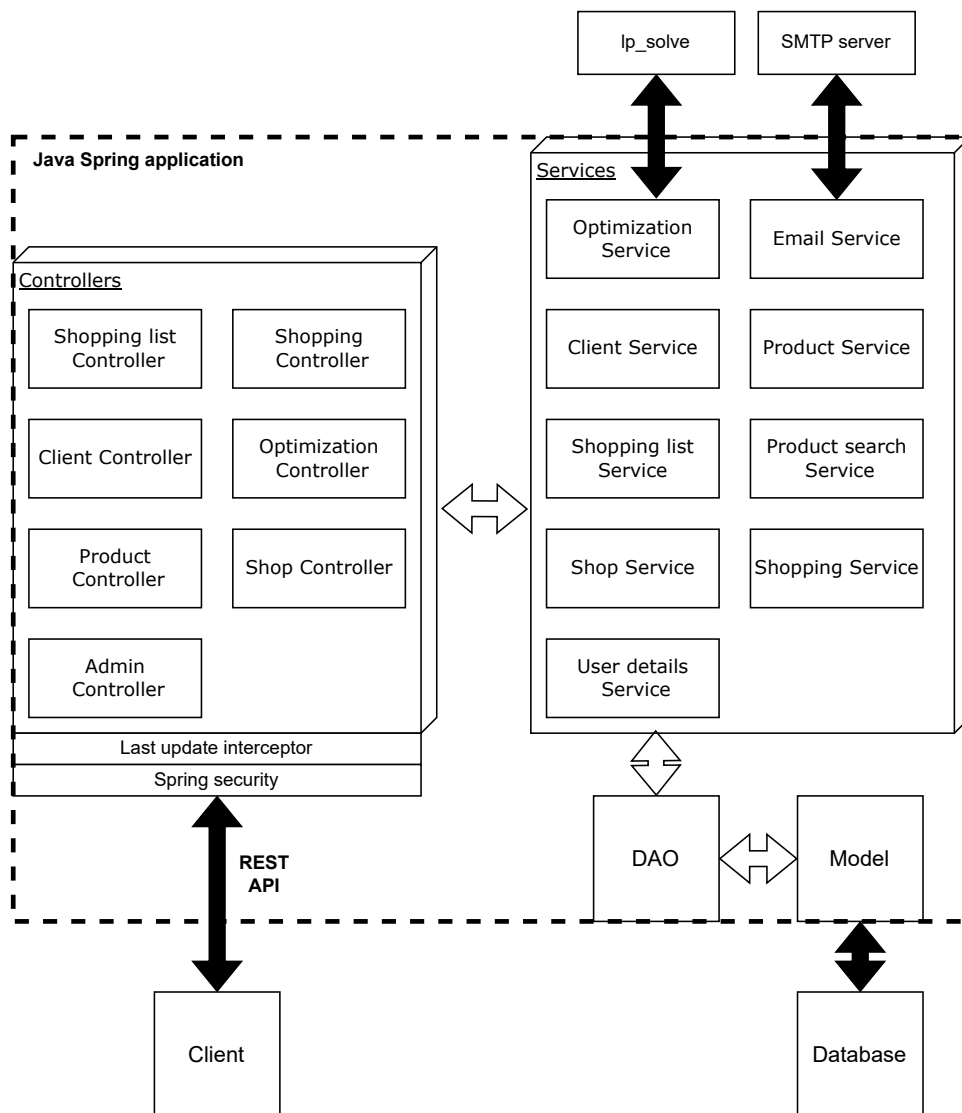 lp_solve
SMTP server
Java Spring application
Services
Optimization
Service
Email Service
Client Service
Product Service
Shopping list
Service
Product search
Service
Shop Service
Shopping Service
User details
Service
Controllers
Shopping list
Controller
Shopping
Controller
Client Controller
Optimization
Controller
Product
Controller
Shop Controller
Admin
Controller
Last update interceptor
Spring security
REST
API
DAO
Model
Client
Database